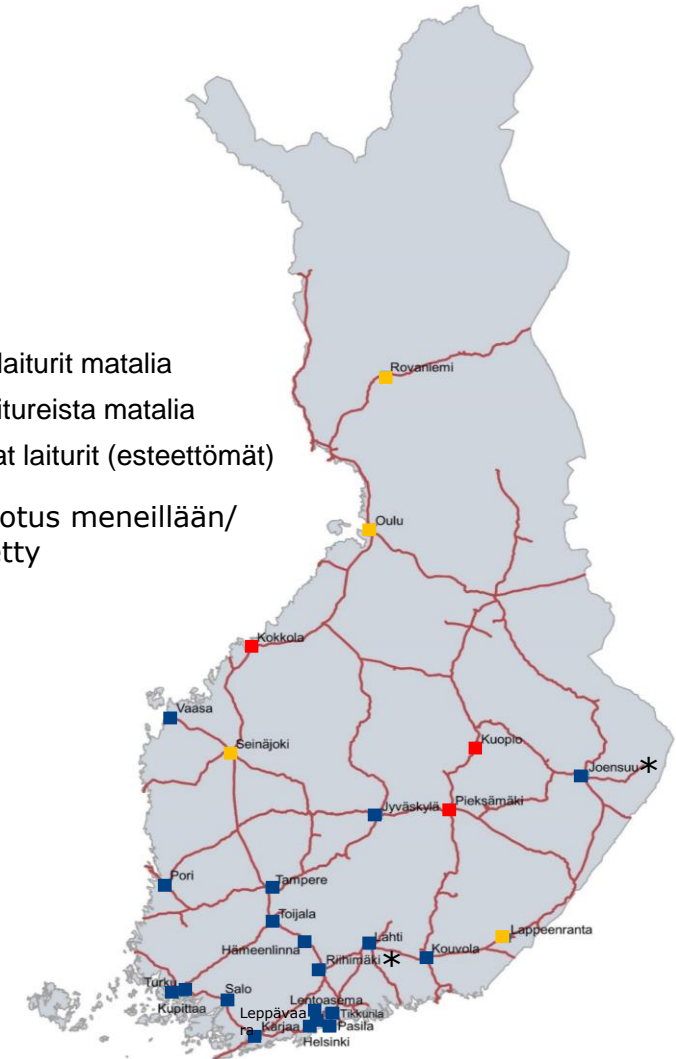 laiturit matalia
itureista matalia
at laiturit (esteettömät)
otus meneillään/
etty
Rovaniemi
Oulu
Kokkola
Vaasa
Seinäjoki
Kuopio
Joensuu *
Jyväskylä
Pieksämäki
Pori
Tampere
Toijala
Lappeenranta
Hämeenlinna
Lahti
Kouvola
Riihimäki *
Turku
Kupittaa
Salo
Lentoasema
Leppävaa
ra
Tikkurila
Karjaa
Pasila
Helsinki